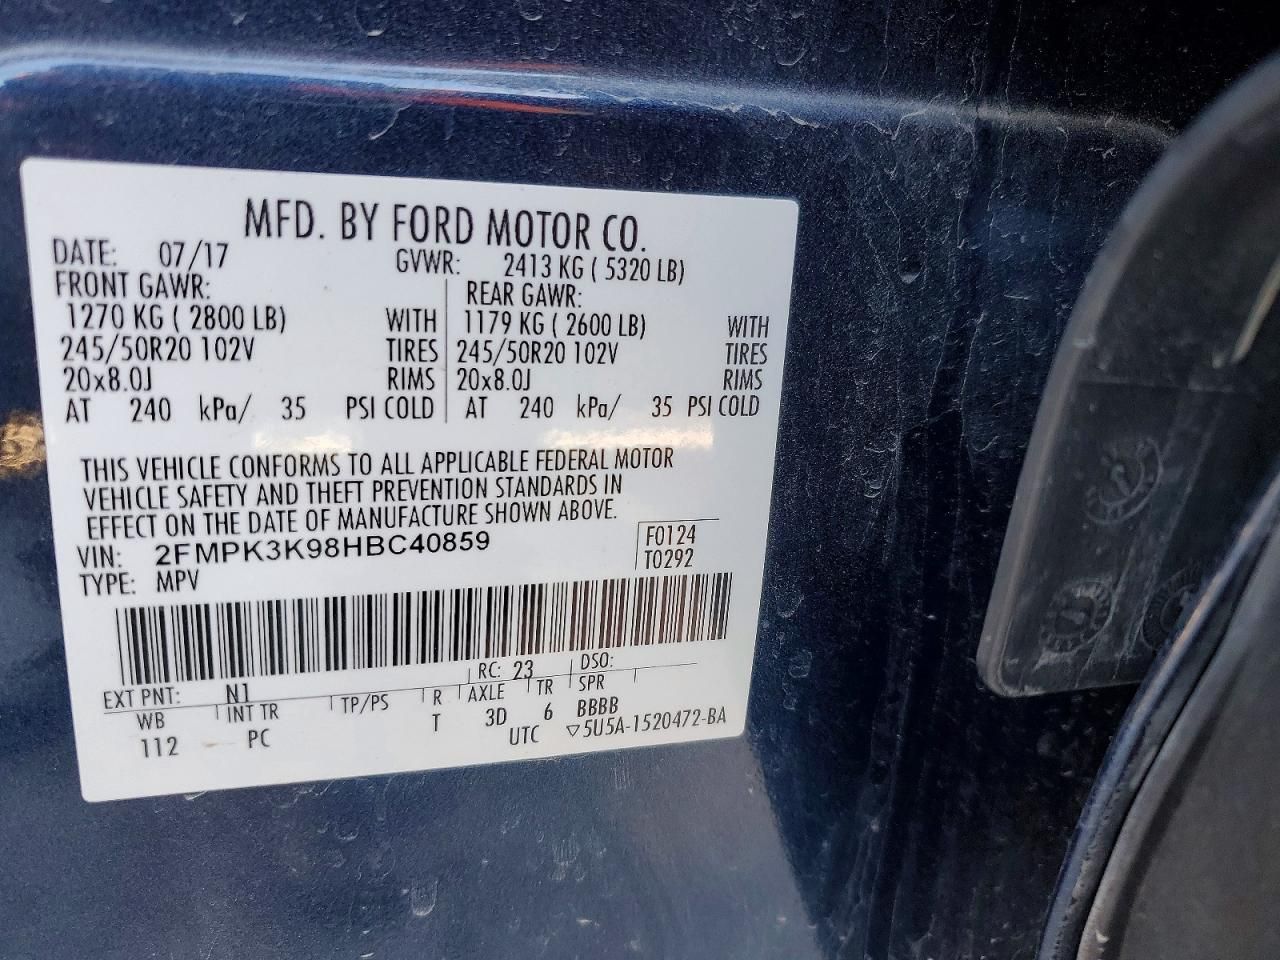 MFD. BY FORD MOTOR CO.
DATE: 07/17 GVWR: 2413 KG ( 5320 LB)
FRONT GAWR: REAR GAWR:
1270 KG ( 2800 LB) WITH 1179 KG ( 2600 LB) WITH
245/50R20 102V TIRES 245/50R20 102V TIRES
20x8.0J RIMS 20x8.0J RIMS
AT 240 kPa/ 35 PSI COLD AT 240 kPa/ 35 PSI COLD
THIS VEHICLE CONFORMS TO ALL APPLICABLE FEDERAL MOTOR
VEHICLE SAFETY AND THEFT PREVENTION STANDARDS IN
EFFECT ON THE DATE OF MANUFACTURE SHOWN ABOVE.
VIN: 2FMPK3K98HBC40859 F0124
TYPE: MPV T0292
EXT PNT: N1 RC: 23 DSO:
WB INT TR TP/PS R AXLE TR SPR
112 PC T 3D 6 BBBB
UTC ▽5U5A-1520472-BA